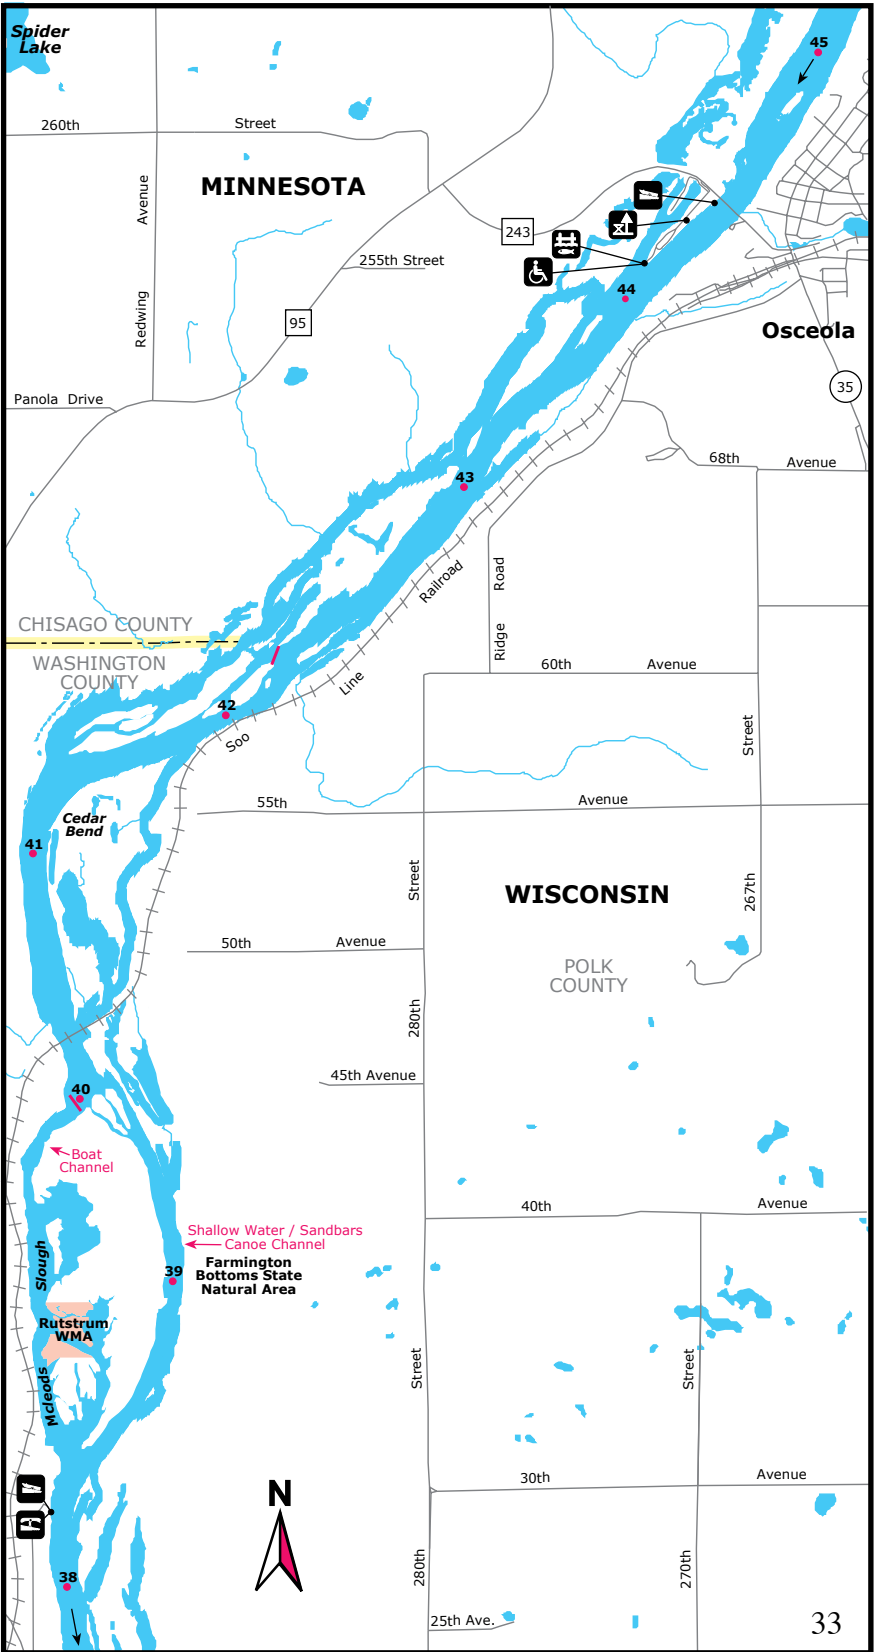 Spider
Lake
45
260th
Street
Avenue
MINNESOTA
243
255th Street
44
Redwing
95
Osceola
35
Panola Drive
68th
Avenue
43
Railroad
Road
Ridge
CHISAGO COUNTY
WASHINGTON
COUNTY
60th
Avenue
Line
42
Soo
Street
55th
Avenue
Cedar
Bend
41
Street
WISCONSIN
267th
50th
Avenue
POLK
COUNTY
280th
45th Avenue
40
Boat
Channel
40th
Avenue
Shallow Water / Sandbars
Canoe Channel
Slough
39
Farmington
Bottoms State
Natural Area
Rutstrum
WMA
Mcleods
Street
Street
30th
Avenue
N
38
280th
270th
25th Ave.
33